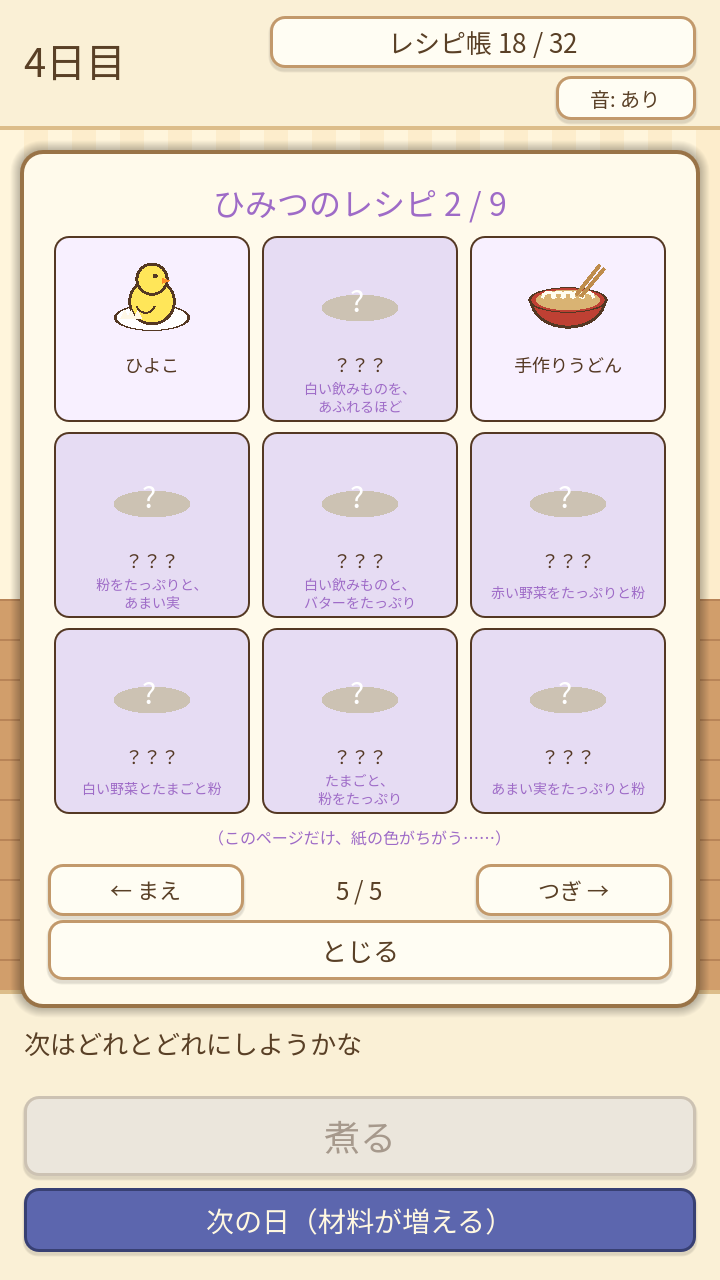 4日目
レシピ帳 18 / 32
音: あり
ひみつのレシピ 2 / 9
ひよこ
?
？？？
白い飲みものを、
あふれるほど
手作りうどん
?
？？？
粉をたっぷりと、
あまい実
?
？？？
白い飲みものと、
バターをたっぷり
?
？？？
赤い野菜をたっぷりと粉
?
？？？
白い野菜とたまごと粉
?
？？？
たまごと、
粉をたっぷり
?
？？？
あまい実をたっぷりと粉
（このページだけ、紙の色がちがう……）
← まえ
5 / 5
つぎ →
とじる
次はどれとどれにしようかな
煮る
次の日（材料が増える）